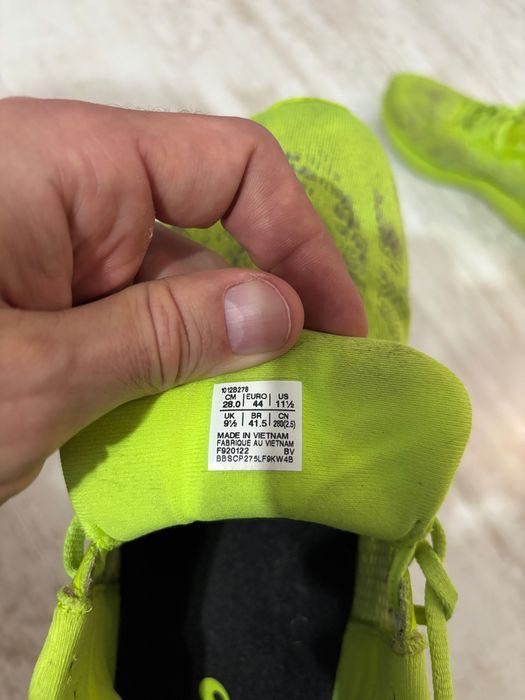 1012B278
CM EURO US
28.0 44 11½
UK BR CN
9½ 41.5 280(2.5)
MADE IN VIETNAM
FABRIQUE AU VIETNAM
F920122 BV
BBSCP275LF9KW4B